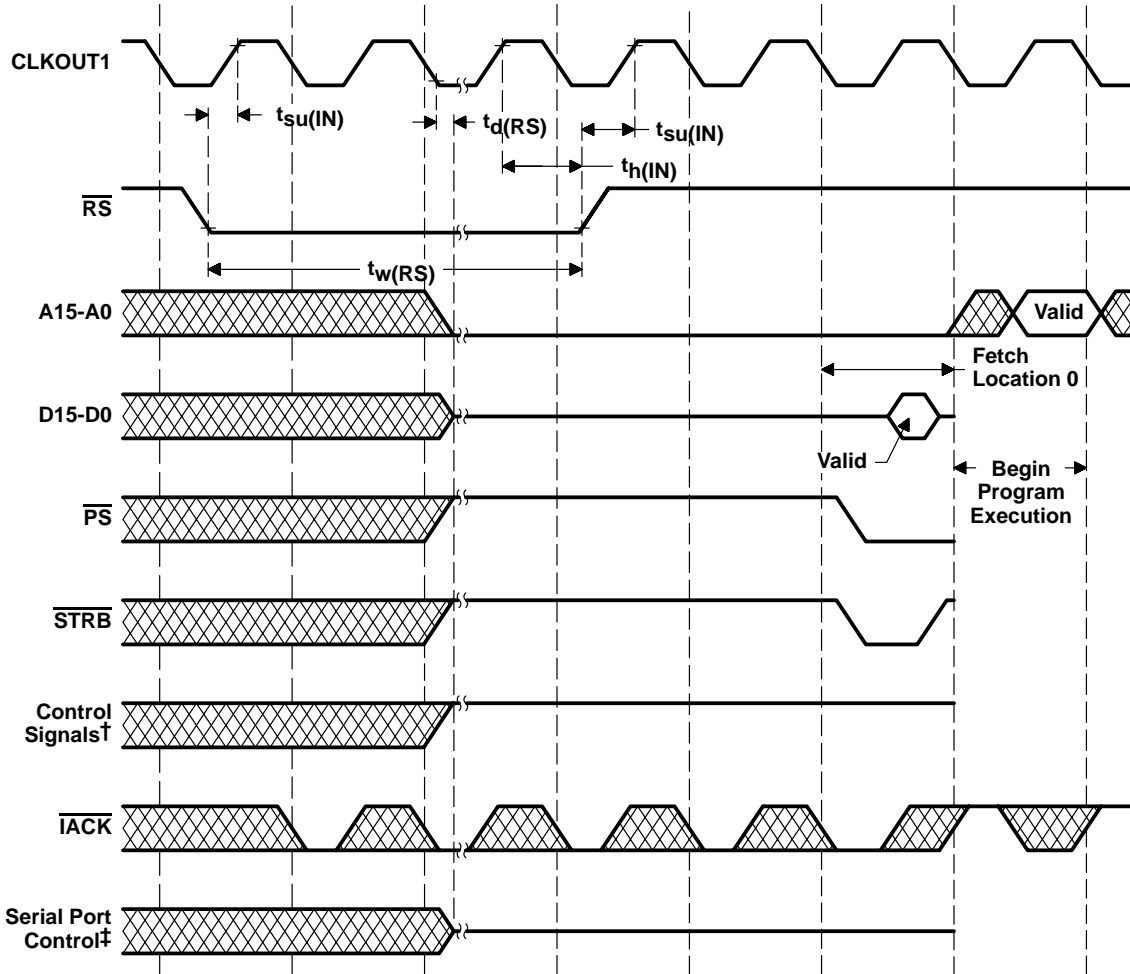 CLKOUT1
tsu(IN)
td(RS)
tsu(IN)
th(IN)
RS
tw(RS)
A15-A0
Valid
Fetch
Location 0
D15-D0
Valid
Begin
Program
Execution
PS
STRB
Control
Signals†
IACK
Serial Port
Control‡